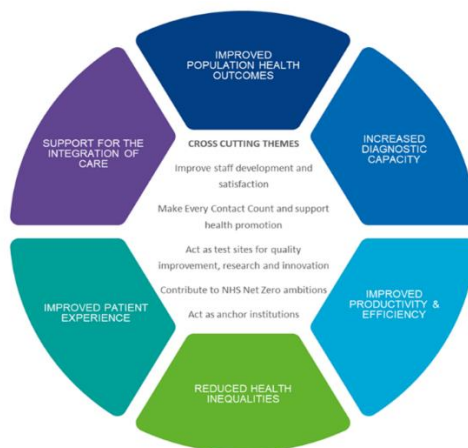 IMPROVED
POPULATION HEALTH
OUTCOMES
SUPPORT FOR THE
INTEGRATION OF
CARE
INCREASED
DIAGNOSTIC
CAPACITY
CROSS CUTTING THEMES
Improve staff development and
satisfaction
Make Every Contact Count and support
health promotion
Act as test sites for quality
improvement, research and innovation
Contribute to NHS Net Zero ambitions
Act as anchor institutions
IMPROVED PATIENT
EXPERIENCE
IMPROVED
PRODUCTIVITY &
EFFICIENCY
REDUCED HEALTH
INEQUALITIES